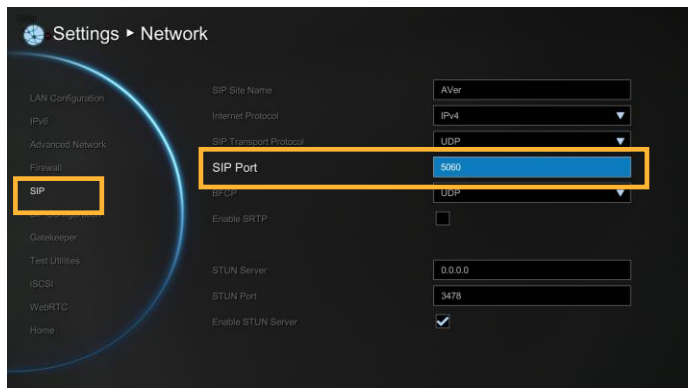 Settings ▸ Network
LAN Configuration
IPv6
Advanced Network
Firewall
SIP
Gatekeeper
Test Utilities
iSCSI
WebRTC
Home
SIP Site Name AVer
Internet Protocol IPv4
SIP Transport Protocol UDP
SIP Port 5060
BFCP UDP
Enable SRTP
STUN Server 0.0.0.0
STUN Port 3478
Enable STUN Server